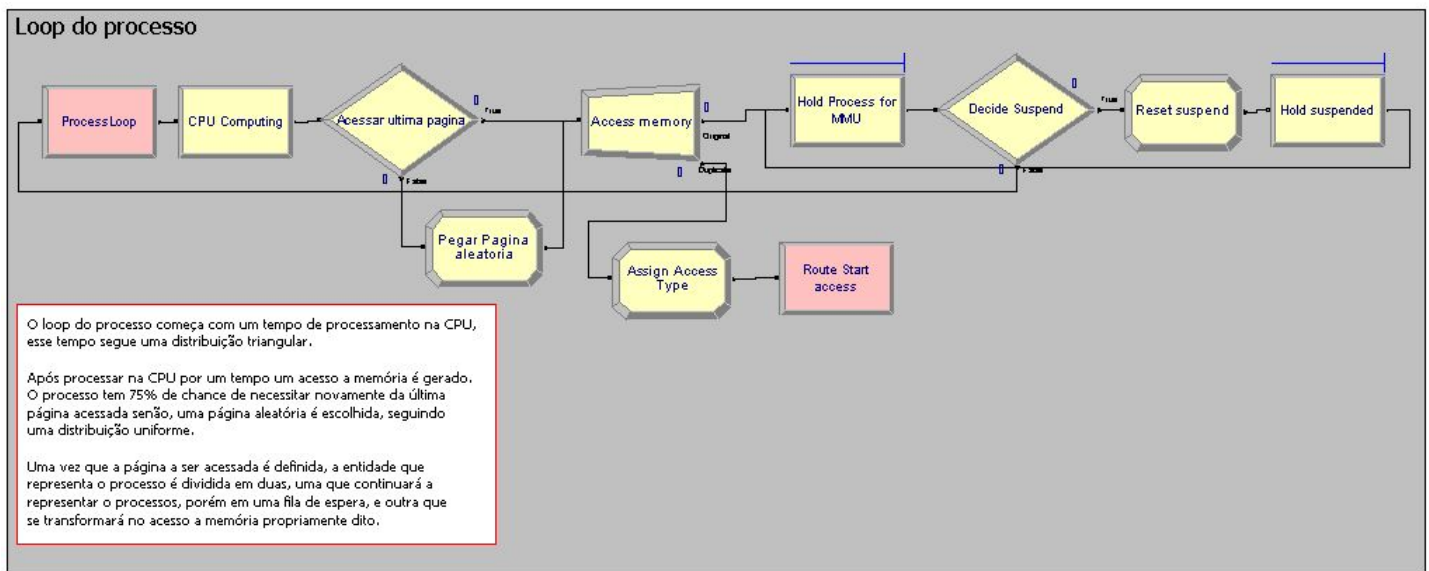 Loop do processo
ProcessLoop
CPU Computing
Acessar ultima pagina
True
False
Pegar Pagina
aleatoria
Access memory
Original
Duplicate
Assign Access
Type
Route Start
access
Hold Process for
MMU
Decide Suspend
True
False
Reset suspend
Hold suspended
O loop do processo começa com um tempo de processamento na CPU,
esse tempo segue uma distribuição triangular.
Após processar na CPU por um tempo um acesso a memória é gerado.
O processo tem 75% de chance de necessitar novamente da última
página acessada senão, uma página aleatória é escolhida, seguindo
uma distribuição uniforme.
Uma vez que a página a ser acessada é definida, a entidade que
representa o processo é dividida em duas, uma que continuará a
representar o processos, porém em uma fila de espera, e outra que
se transformará no acesso a memória propriamente dito.